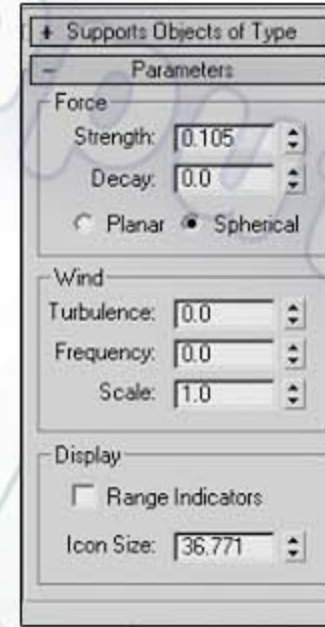 + Supports Objects of Type
- Parameters
Force
Strength: 0.105
Decay: 0.0
Planar Spherical
Wind
Turbulence: 0.0
Frequency: 0.0
Scale: 1.0
Display
Range Indicators
Icon Size: 36.771